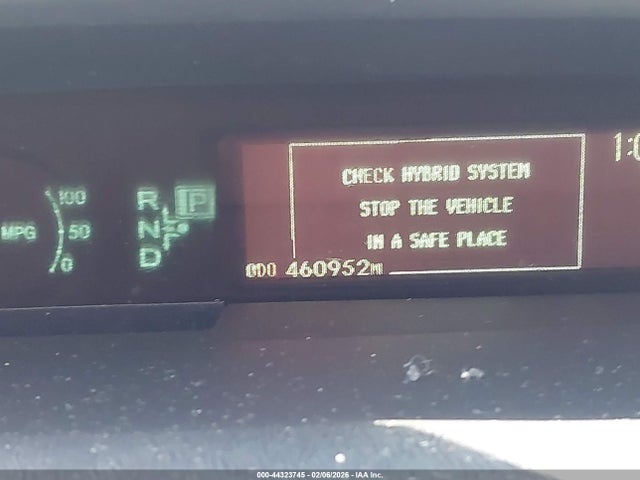 1:
CHECK HYBRID SYSTEM
STOP THE VEHICLE
IN A SAFE PLACE
ODO 460952MI
100
MPG 50
0
R P
N
D
000-44323745 - 02/06/2026 - IAA Inc.